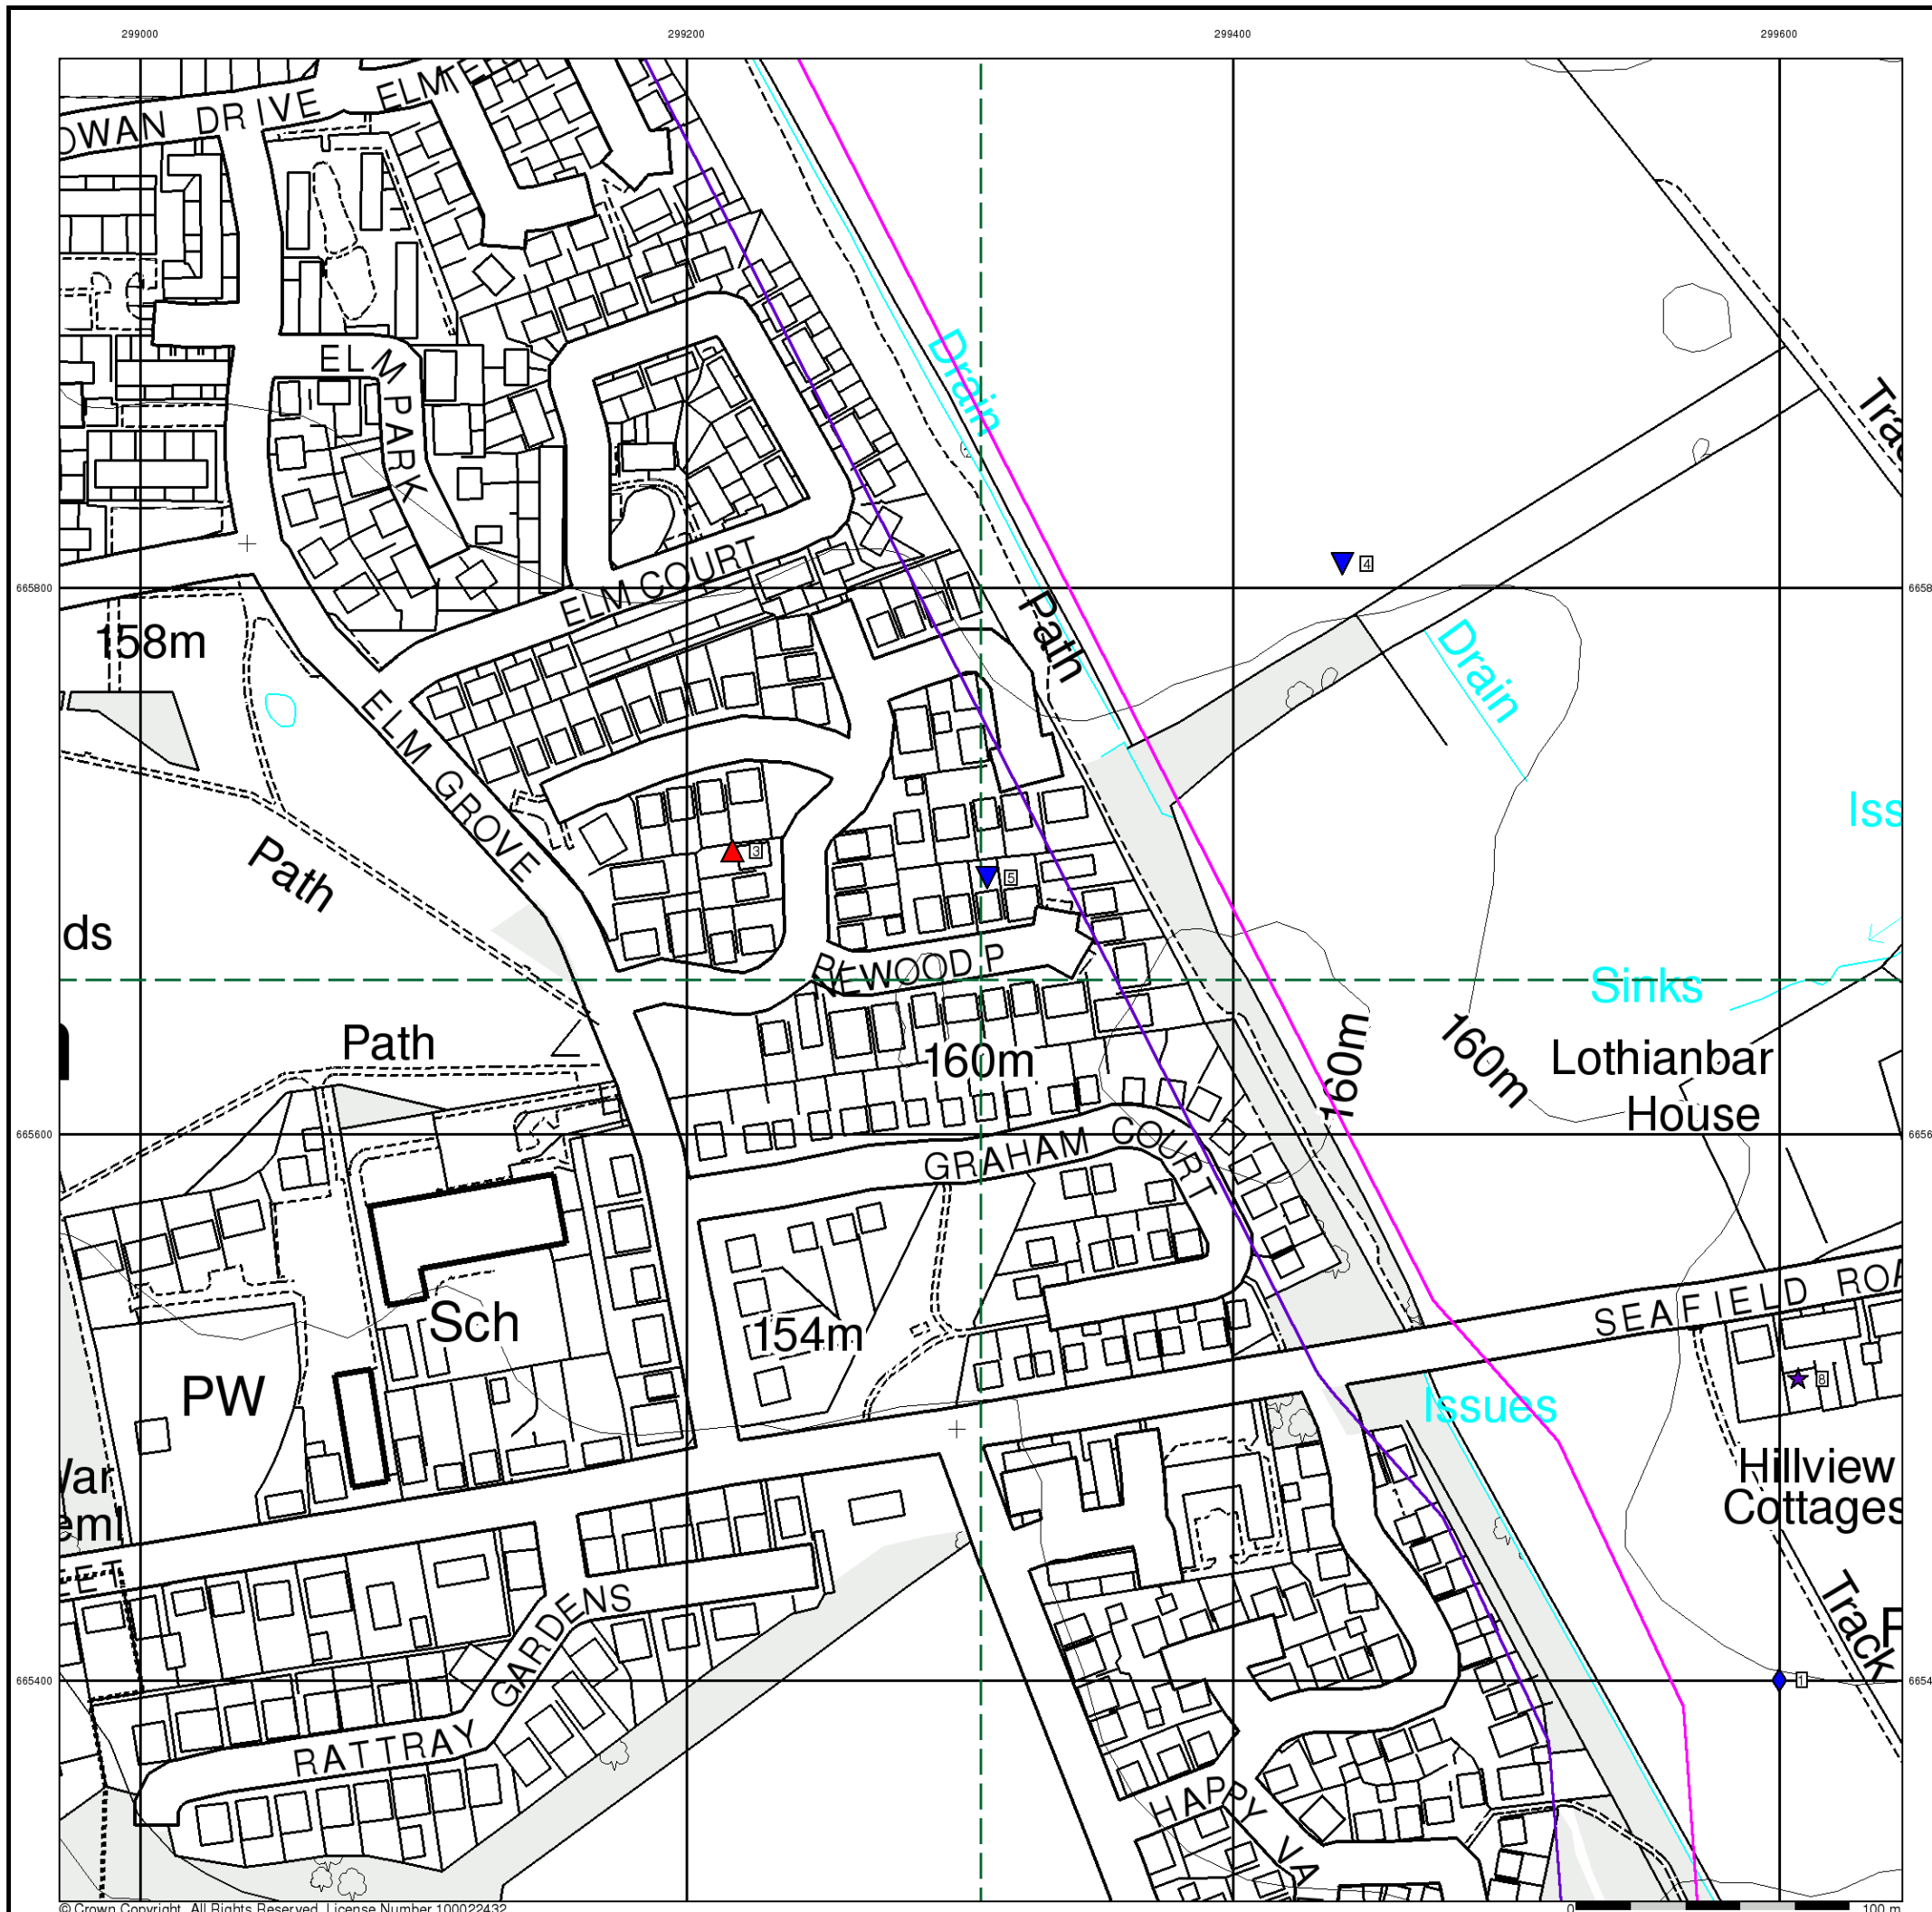 299000 299200 299400 299600
OWAN DRIVE
ELM PARK
Drain
Track
665800
4
ELM COURT
158m
Path
Drain
ELM GROVE
Iss
3
5
Path
ds
REWOOD P
Sinks
Path
160m
160m
160m
Lothianbar
House
665600
GRAHAM COURT
SEAFIELD ROA
Sch
154m
PW
8
Issues
Hillview
Cottages
Track
665400
1
GARDENS
RATTRAY
HAPPY VA
© Crown Copyright. All Rights Reserved. License Number 100022432
0 100 m